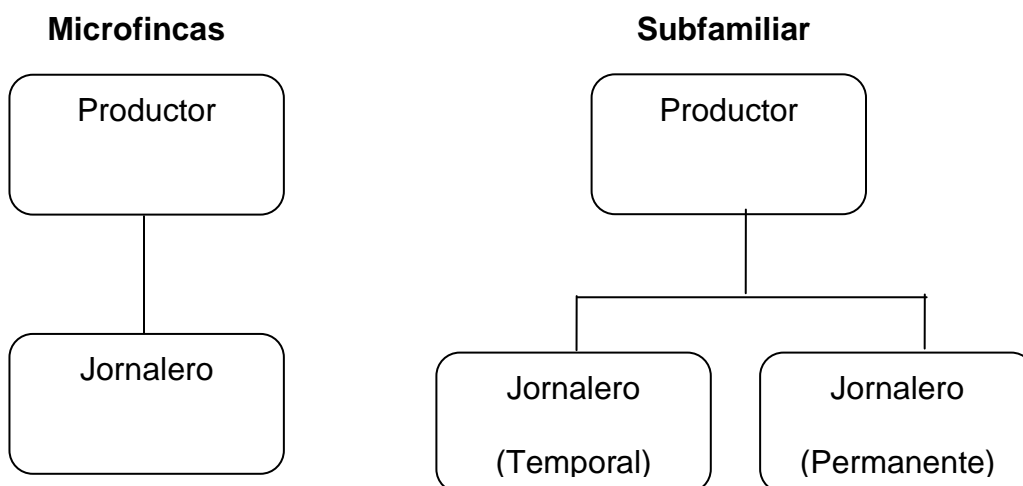 Microfincas
Productor
Jornalero
Subfamiliar
Productor
Jornalero
(Temporal)
Jornalero
(Permanente)